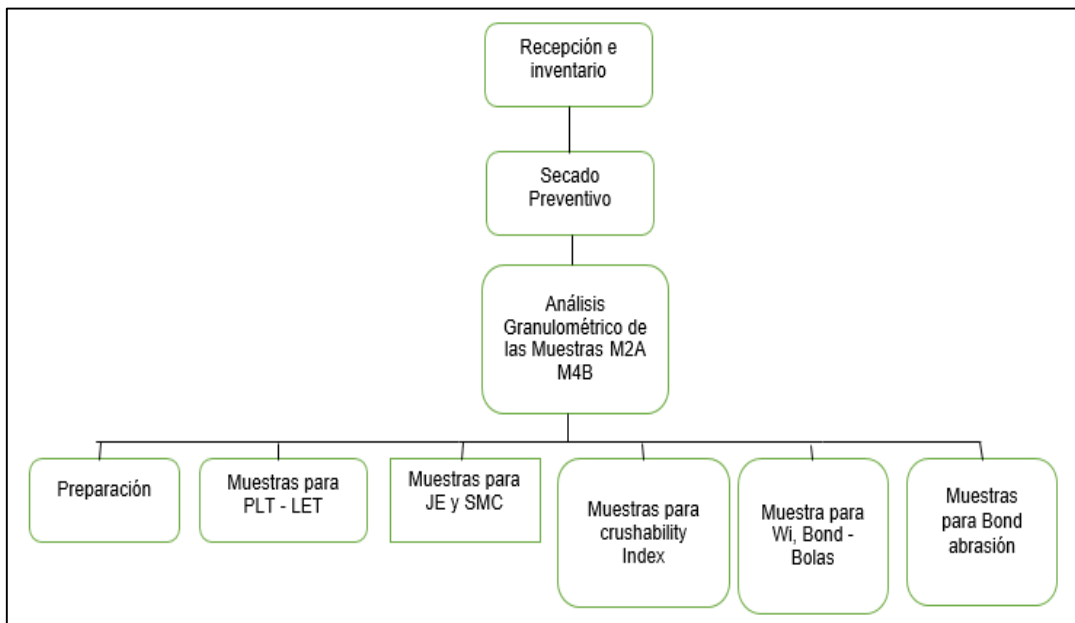 Recepción e
inventario
Secado
Preventivo
Análisis
Granulométrico de
las Muestras M2A
M4B
Preparación
Muestras para
PLT - LET
Muestras para
JE y SMC
Muestras para
crushability
Index
Muestra para
Wi, Bond -
Bolas
Muestras
para Bond
abrasión